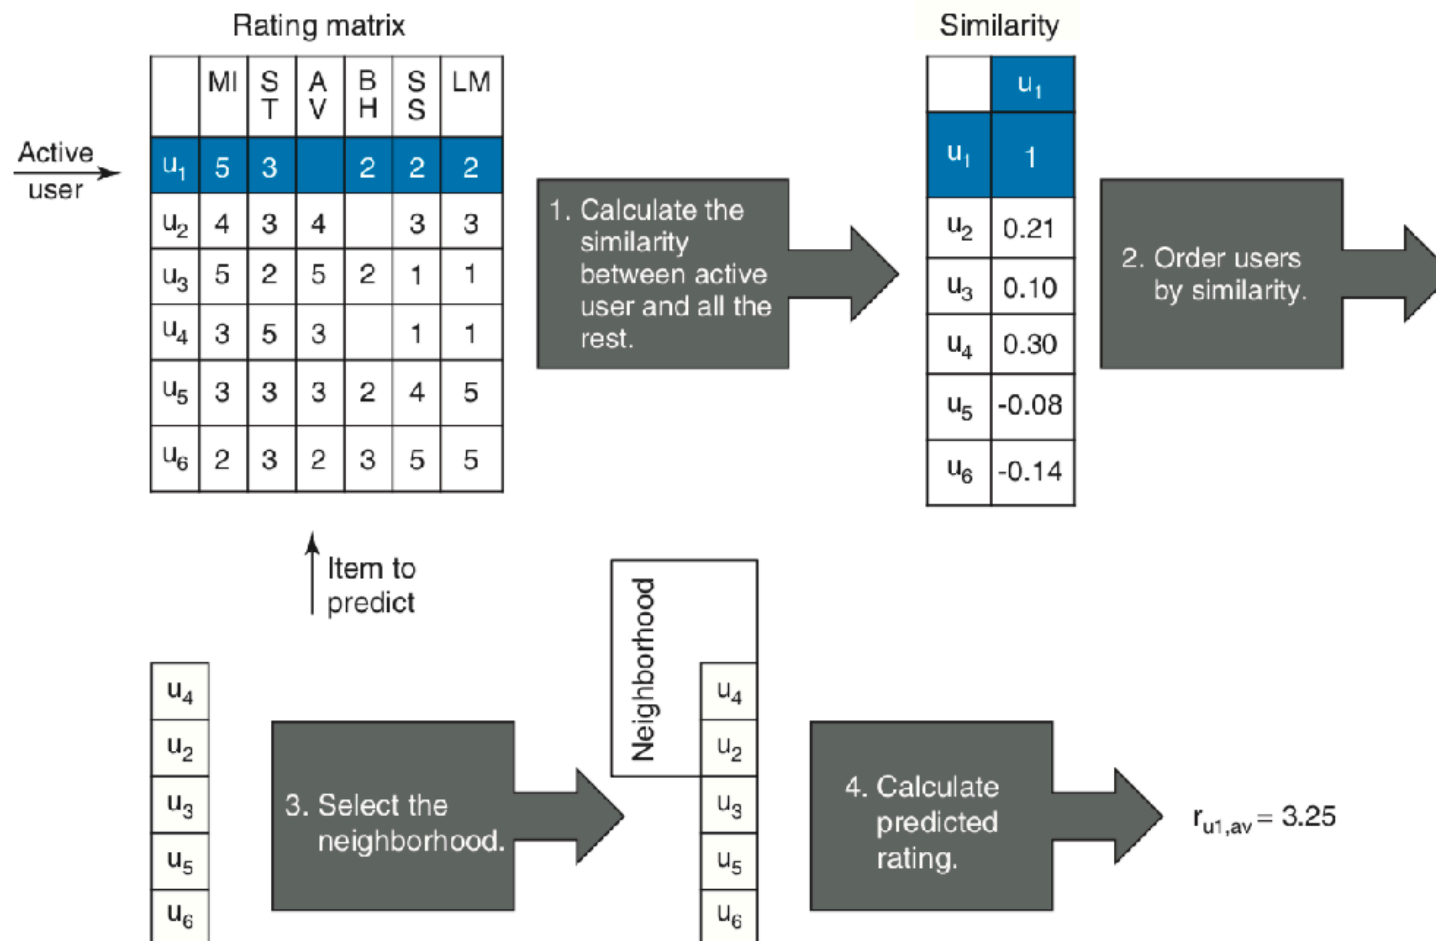 Rating matrix
MI S T A V B H S S LM
Active user
u1 5 3 2 2 2
u2 4 3 4 3 3
u3 5 2 5 2 1 1
u4 3 5 3 1 1
u5 3 3 3 2 4 5
u6 2 3 2 3 5 5
Item to
predict
1. Calculate the
similarity
between active
user and all the
rest.
Similarity
u1
u1 1
u2 0.21
u3 0.10
u4 0.30
u5 -0.08
u6 -0.14
2. Order users
by similarity.
u4
u2
u3
u5
u6
3. Select the
neighborhood.
Neighborhood
u4
u2
u3
u5
u6
4. Calculate
predicted
rating.
ru1,av = 3.25